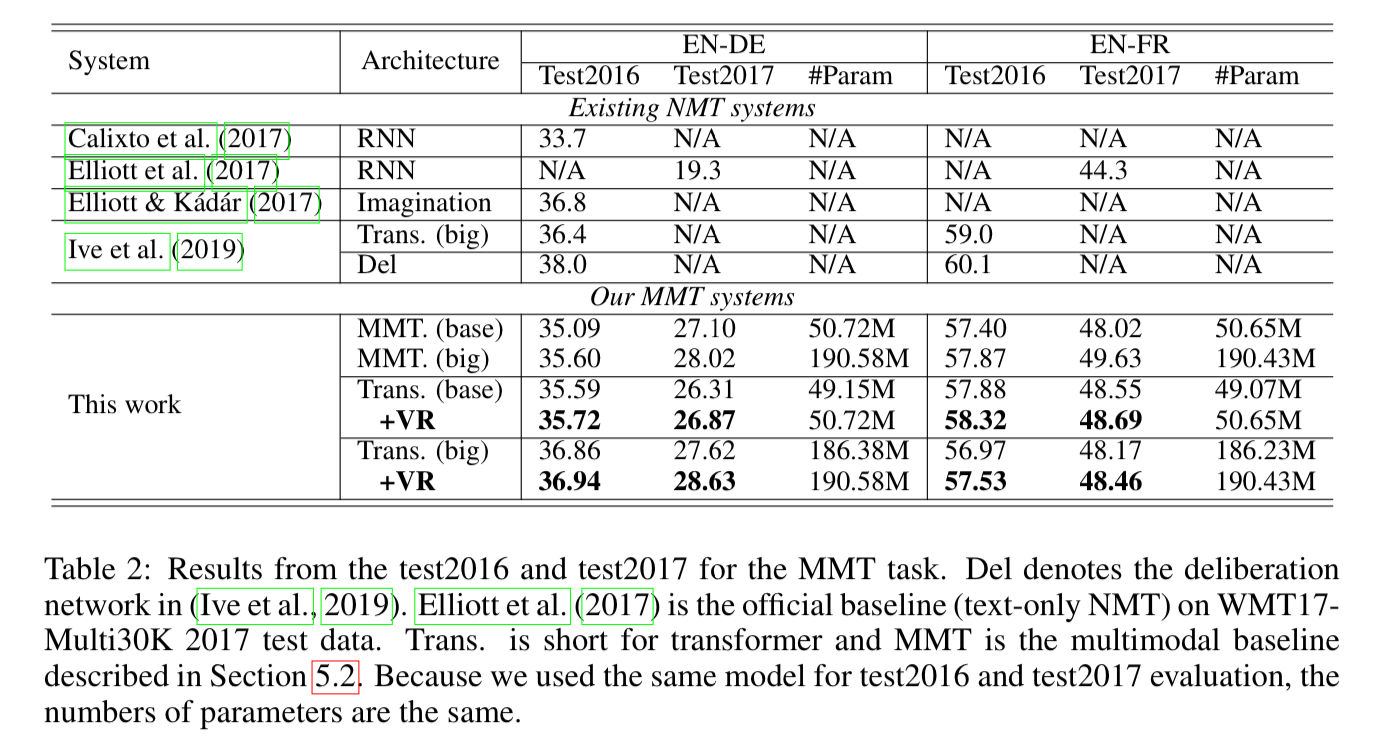 System Architecture EN-DE EN-FR
Test2016 Test2017 #Param Test2016 Test2017 #Param
Existing NMT systems
Calixto et al. (2017) RNN 33.7 N/A N/A N/A N/A N/A
Elliott et al. (2017) RNN N/A 19.3 N/A N/A 44.3 N/A
Elliott & Kádár (2017) Imagination 36.8 N/A N/A N/A N/A N/A
Ive et al. (2019) Trans. (big) 36.4 N/A N/A 59.0 N/A N/A
Del 38.0 N/A N/A 60.1 N/A N/A
Our MMT systems
This work MMT. (base) 35.09 27.10 50.72M 57.40 48.02 50.65M
MMT. (big) 35.60 28.02 190.58M 57.87 49.63 190.43M
Trans. (base) 35.59 26.31 49.15M 57.88 48.55 49.07M
+VR 35.72 26.87 50.72M 58.32 48.69 50.65M
Trans. (big) 36.86 27.62 186.38M 56.97 48.17 186.23M
+VR 36.94 28.63 190.58M 57.53 48.46 190.43M
Table 2: Results from the test2016 and test2017 for the MMT task. Del denotes the deliberation
network in (Ive et al., 2019). Elliott et al. (2017) is the official baseline (text-only NMT) on WMT17-
Multi30K 2017 test data. Trans. is short for transformer and MMT is the multimodal baseline
described in Section 5.2. Because we used the same model for test2016 and test2017 evaluation, the
numbers of parameters are the same.